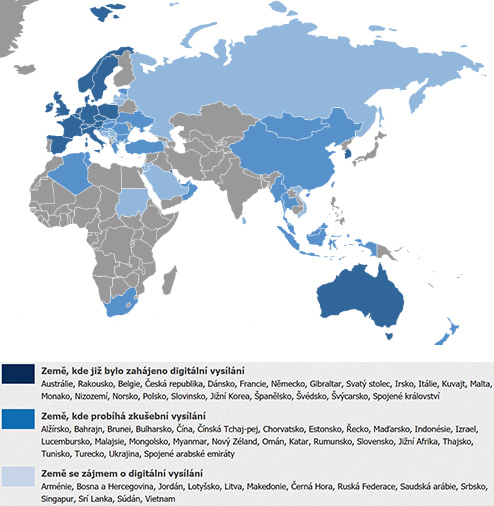 Země, kde již bylo zahájeno digitální vysílání
Austrálie, Rakousko, Belgie, Česká republika, Dánsko, Francie, Německo, Gibraltar, Svatý stolec, Irsko, Itálie, Kuvajt, Malta,
Monako, Nizozemí, Norsko, Polsko, Slovinsko, Jižní Korea, Španělsko, Švédsko, Švýcarsko, Spojené království
Země, kde probíhá zkušební vysílání
Alžírsko, Bahrajn, Brunei, Bulharsko, Čína, Čínská Tchaj-pej, Chorvatsko, Estonsko, Řecko, Maďarsko, Indonésie, Izrael,
Lucembursko, Malajsie, Mongolsko, Myanmar, Nový Zéland, Omán, Katar, Rumunsko, Slovensko, Jižní Afrika, Thajsko,
Tunisko, Turecko, Ukrajina, Spojené arabské emiráty
Země se zájmem o digitální vysílání
Arménie, Bosna a Hercegovina, Jordán, Lotyšsko, Litva, Makedonie, Černá Hora, Ruská Federace, Saudská arábie, Srbsko,
Singapur, Srí Lanka, Súdán, Vietnam